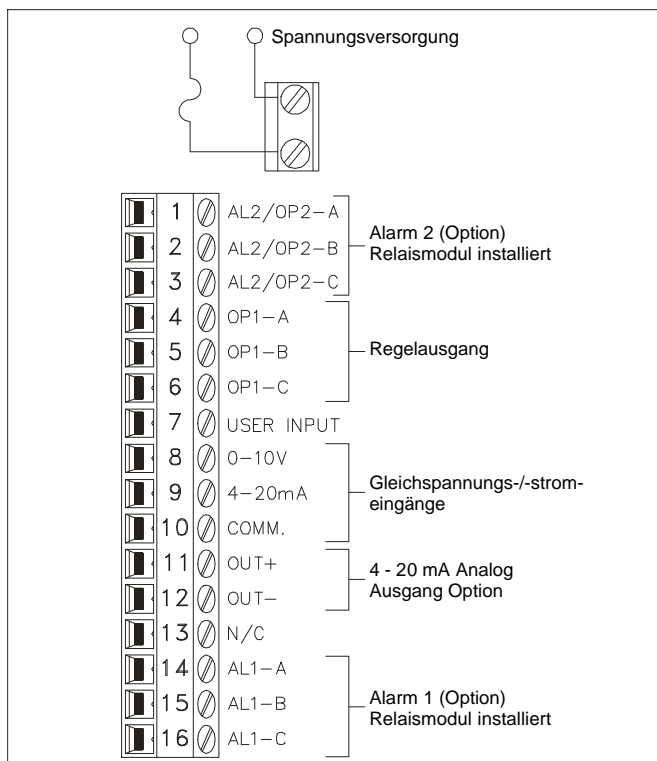 Spannungsversorgung
1 AL2/OP2-A
2 AL2/OP2-B
3 AL2/OP2-C
Alarm 2 (Option)
Relaismodul installiert
4 OP1-A
5 OP1-B
6 OP1-C
Regelausgang
7 USER INPUT
8 0-10V
9 4-20mA
10 COMM.
Gleichspannungs-/-strom-
eingänge
11 OUT+
12 OUT-
4 - 20 mA Analog
Ausgang Option
13 N/C
14 AL1-A
15 AL1-B
16 AL1-C
Alarm 1 (Option)
Relaismodul installiert